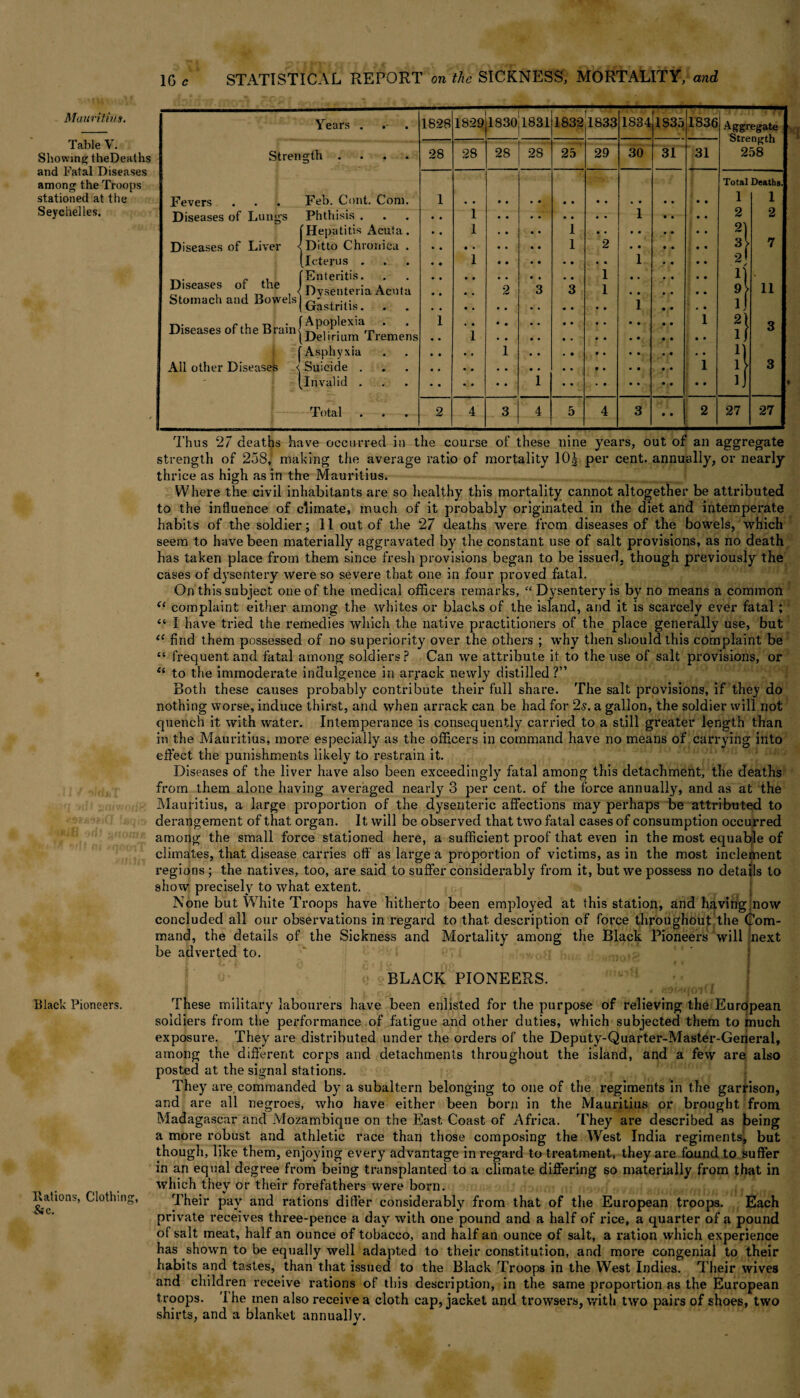 16 c STATISTICAL REPORT on the SICKNESS, MORTALITY, and
Mauritius.
Table V.
Showing the Deaths
and Fatal Diseases
among the Troops
stationed at the
Seychelles.
Years . . . 1828 1829 1830 1831 1832 1833 1834 1835 1836 Aggregate Strength
Strength . . . . 28 28 28 28 25 29 30 31 31 258
Total Deaths.
Fevers . . . Feb. Cont. Com. 1 . . . . . . . . . . . . . . . . 1 1
Diseases of Lungs Phthisis . . . . . 1 . . . . . . . . 1 . . . . 2 2
Diseases of Liver { Hepatitis Acuta . . . 1 . . . . 1 . . . . . . . . 2}
Ditto Chronica . . . . . . . . . 1 2 . . . . . . 3} 7
Icterus . . . . . 1 . . . . . . . . 1 . . . . 2}
Diseases of the Stomach and Bowels { Enteritis. . . . . . . . . . . . . 1 . . . . . . 1}
Dysenteria Acuta . . . . 2 3 3 1 . . . . . . 9} 11
Gastritis. . . . . . . . . . . . . . . 1 . . . . 1}
Diseases of the Brain { Apoplexia . . 1 . . . . . . . . . . . . . . 1 2} 3
Delirium Tremens . . 1 . . . . . . . . . . . . . . 1}
All other Diseases { Asphyxia . . . . . . 1 . . . . . . . . . . . . 1}
Suicide . . . . . . . . . . . . . . . . . . . 1 1} 3
Invalid . . . . . . . . . 1 . . . . . . . . . . 1}
Total . . . 2 4 3 4 5 4 3 . . 2 27 27
Thus 27 deaths have occurred in the course of these nine years, out of an aggregate
strength of 258, making the average ratio of mortality 10½ per cent. annually, or nearly
thrice as high as in the Mauritius.
Where the civil inhabitants are so healthy this mortality cannot altogether be attributed
to the influence of climate, much of it probably originated in the diet and intemperate
habits of the soldier; 11 out of the 27 deaths were from diseases of the bowels, which
seem to have been materially aggravated by the constant use of salt provisions, as no death
has taken place from them since fresh provisions began to be issued, though previously the
cases of dysentery were so severe that one in four proved fatal.
On this subject one of the medical officers remarks, “ Dysentery is by no means a common
“ complaint either among the whites or blacks of the island, and it is scarcely ever fatal ;
“ I have tried the remedies which the native practitioners of the place generally use, but
“ find them possessed of no superiority over the others ; why then should this complaint be
“ frequent and fatal among soldiers ? Can we attribute it to the use of salt provisions, or
“ to the immoderate indulgence in arrack newly distilled ?”
Both these causes probably contribute their full share. The salt provisions, if they do
nothing worse, induce thirst, and when arrack can be had for 2s. a gallon, the soldier will not
quench it with water. Intemperance is consequently carried to a still greater length than
in the Mauritius, more especially as the officers in command have no means of carrying into
effect the punishments likely to restrain it.
Diseases of the liver have also been exceedingly fatal among this detachment, the deaths
from them alone having averaged nearly 3 per cent. of the force annually, and as at the
Mauritius, a large proportion of the dysenteric affections may perhaps be attributed to
derangement of that organ. It will be observed that two fatal cases of consumption occurred
among the small force stationed here, a sufficient proof that even in the most equable of
climates, that disease carries off as large a proportion of victims, as in the most inclement
regions ; the natives, too, are said to suffer considerably from it, but we possess no details to
show precisely to what extent.
None but White Troops have hitherto been employed at this station, and having now
concluded all our observations in regard to that description of force throughout the Com-
mand, the details of the Sickness and Mortality among the Black Pioneers will next
be adverted to.
BLACK PIONEERS.
Black Pioneers.
These military labourers have been enlisted for the purpose of relieving the European
soldiers from the performance of fatigue and other duties, which subjected them to much
exposure. They are distributed under the orders of the Deputy-Quarter-Master-General,
among the different corps and detachments throughout the island, and a few are also
posted at the signal stations.
They are commanded by a subaltern belonging to one of the regiments in the garrison,
and are all negroes, who have either been born in the Mauritius or brought from
Madagascar and Mozambique on the East Coast of Africa. They are described as being
a more robust and athletic race than those composing the West India regiments, but
though, like them, enjoying every advantage in regard to treatment, they are found to suffer
in an equal degree from being transplanted to a climate differing so materially from that in
which they or their forefathers were born.
Rations, Clothing,
&c.
Their pay and rations differ considerably from that of the European troops. Each
private receives three-pence a day with one pound and a half of rice, a quarter of a pound
of salt meat, half an ounce of tobacco, and half an ounce of salt, a ration which experience
has shown to be equally well adapted to their constitution, and more congenial to their
habits and tastes, than that issued to the Black Troops in the West Indies. Their wives
and children receive rations of this description, in the same proportion as the European
troops. The men also receive a cloth cap, jacket and trowsers, with two pairs of shoes, two
shirts, and a blanket annually.